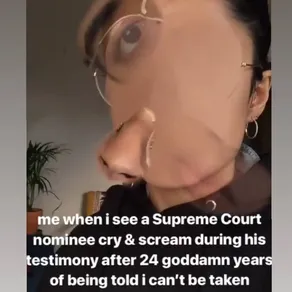 me when i see a Supreme Court
nominee cry & scream during his
testimony after 24 goddamn years
of being told i can't be taken